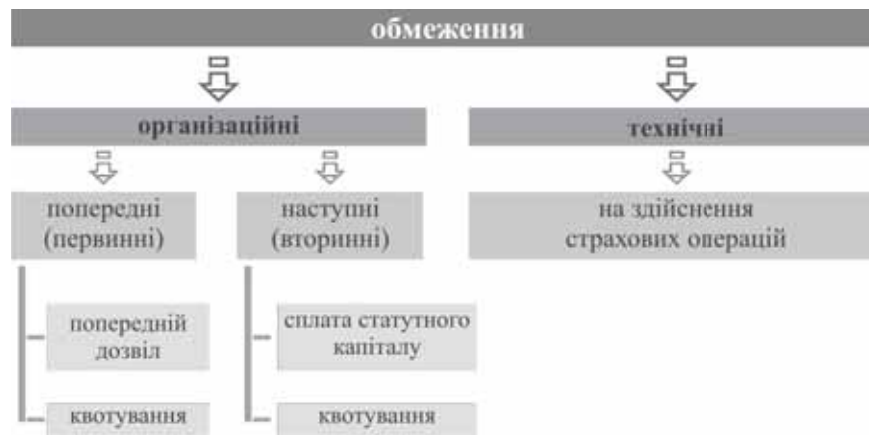 обмеження
організаційні
технічні
попередні
(первинні)
наступні
(вторинні)
на здійснення
страхових операцій
попередній
дозвіл
сплата статутного
капіталу
квотування
квотування